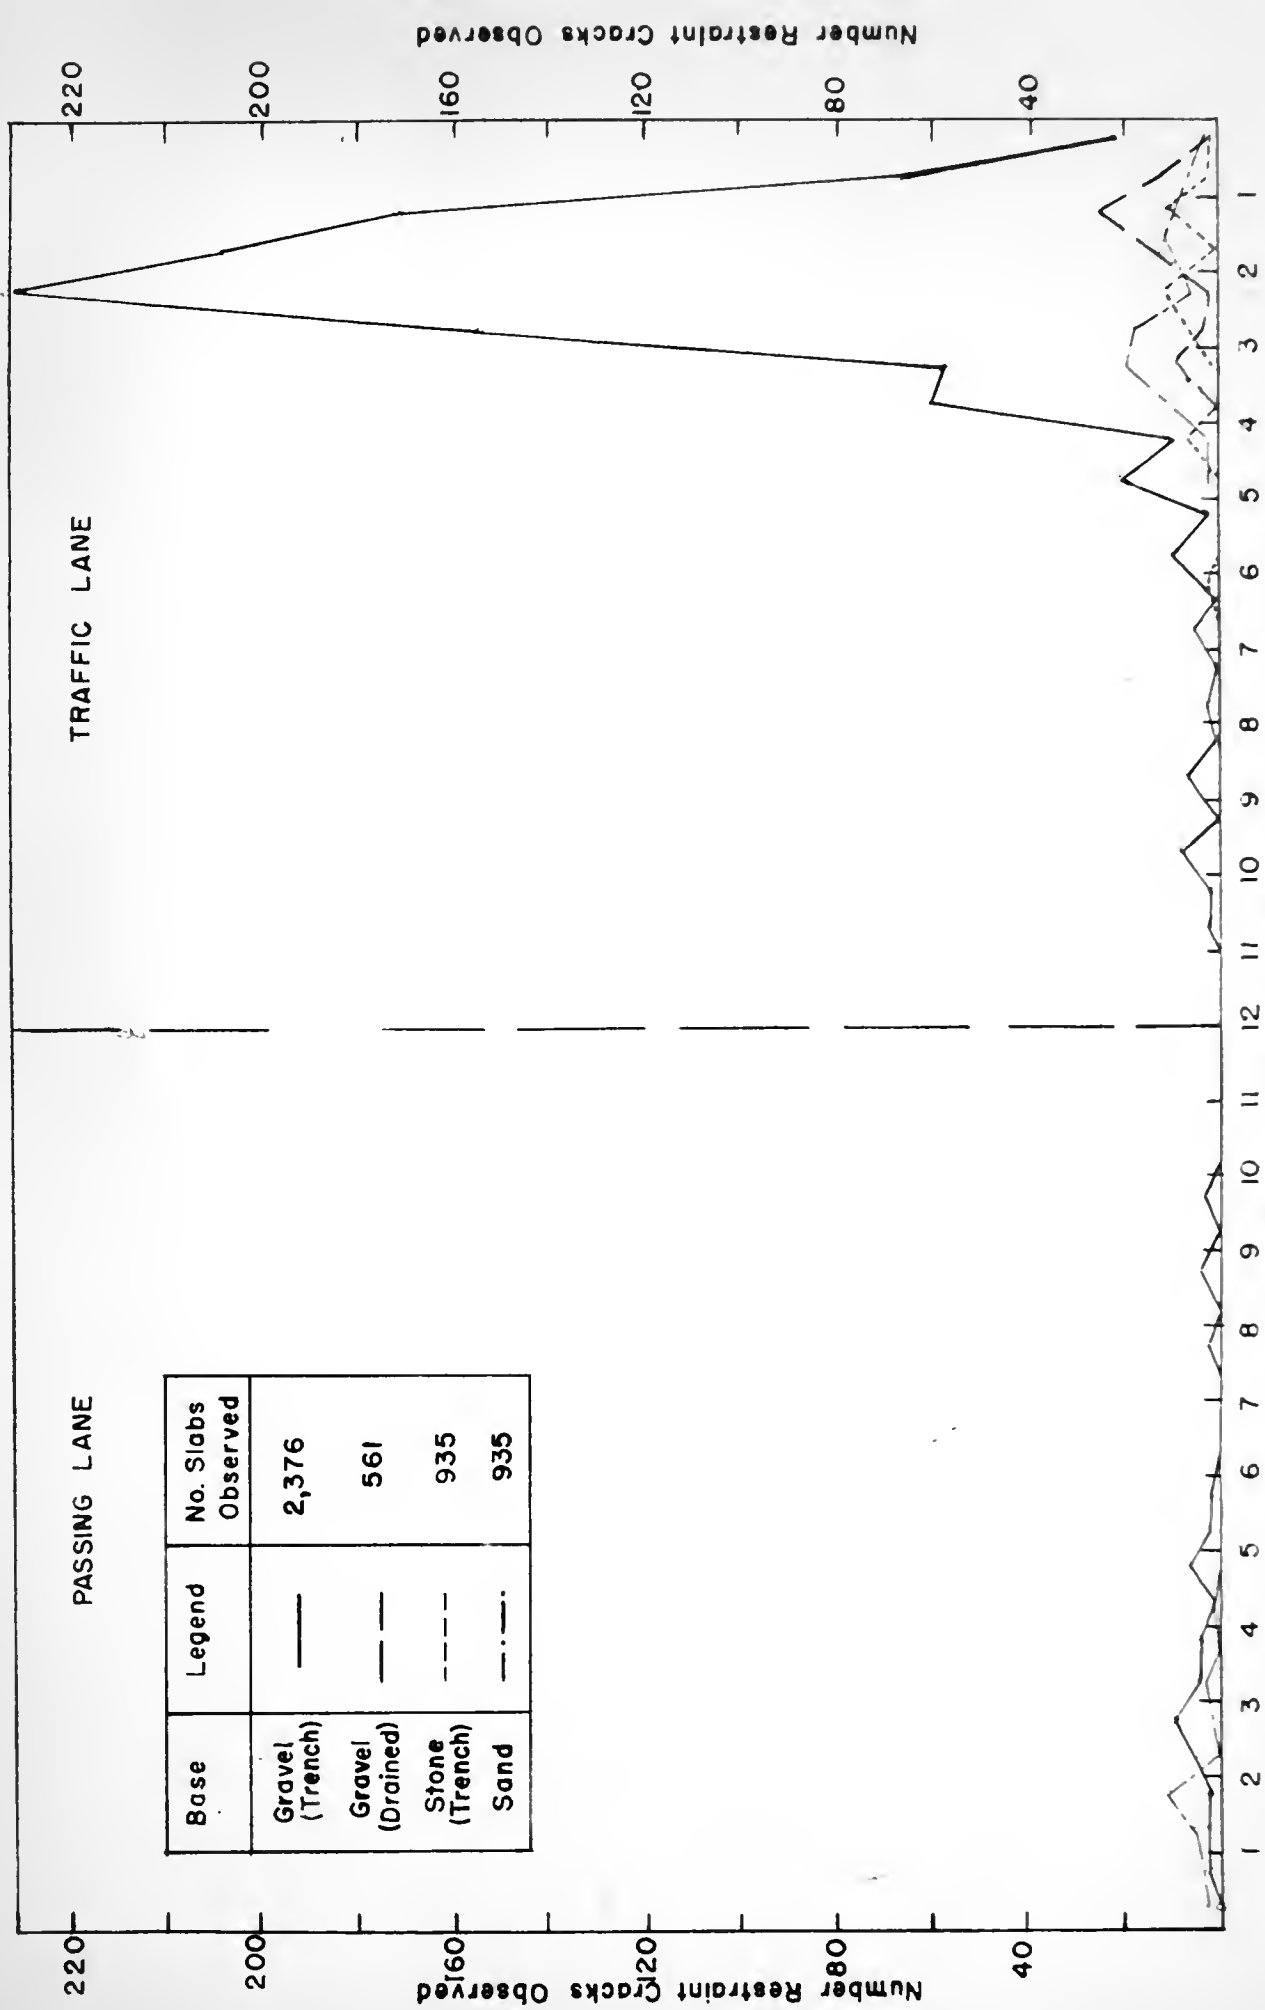 PASSING LANE
TRAFFIC LANE
Number Restraint Cracks Observed
220
200
160
120
80
40
Base Legend No. Slabs Observed
Gravel (Trench) 2,376
Gravel (Drained) 561
Stone (Trench) 935
Sand 935
1 2 3 4 5 6 7 8 9 10 11 12 11 10 9 8 7 6 5 4 3 2 1
220
200
160
120
80
40
Number Restraint Cracks Observed